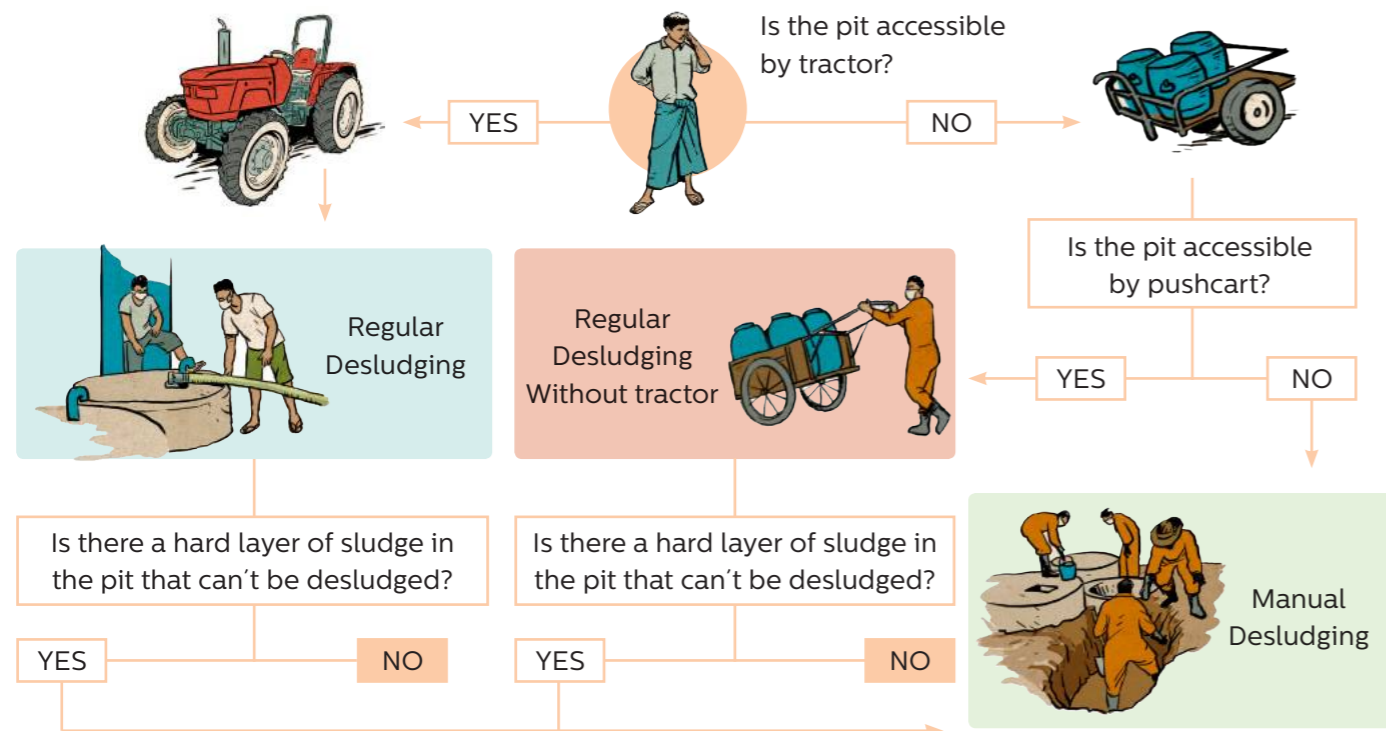 Is the pit accessible
by tractor?
YES
NO
Is the pit accessible
by pushcart?
YES
NO
Regular
Desludging
Regular
Desludging
Without tractor
Is there a hard layer of sludge in
the pit that can´t be desludged?
YES
NO
Is there a hard layer of sludge in
the pit that can´t be desludged?
YES
NO
Manual
Desludging